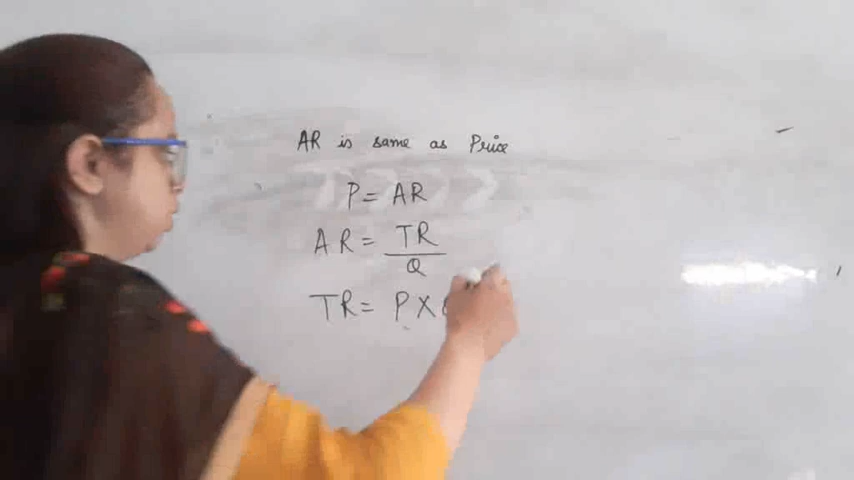 AR is same as Price
P = AR
AR = TR / Q
TR = P X